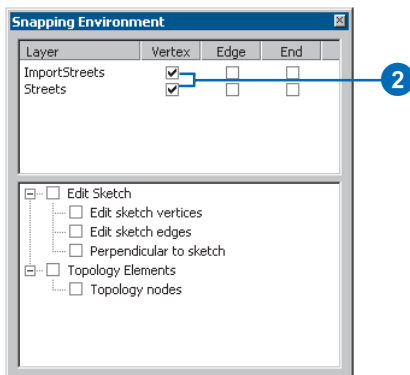 Snapping Environment
Layer Vertex Edge End
ImportStreets
2
Streets
Edit Sketch
Edit sketch vertices
Edit sketch edges
Perpendicular to sketch
Topology Elements
Topology nodes